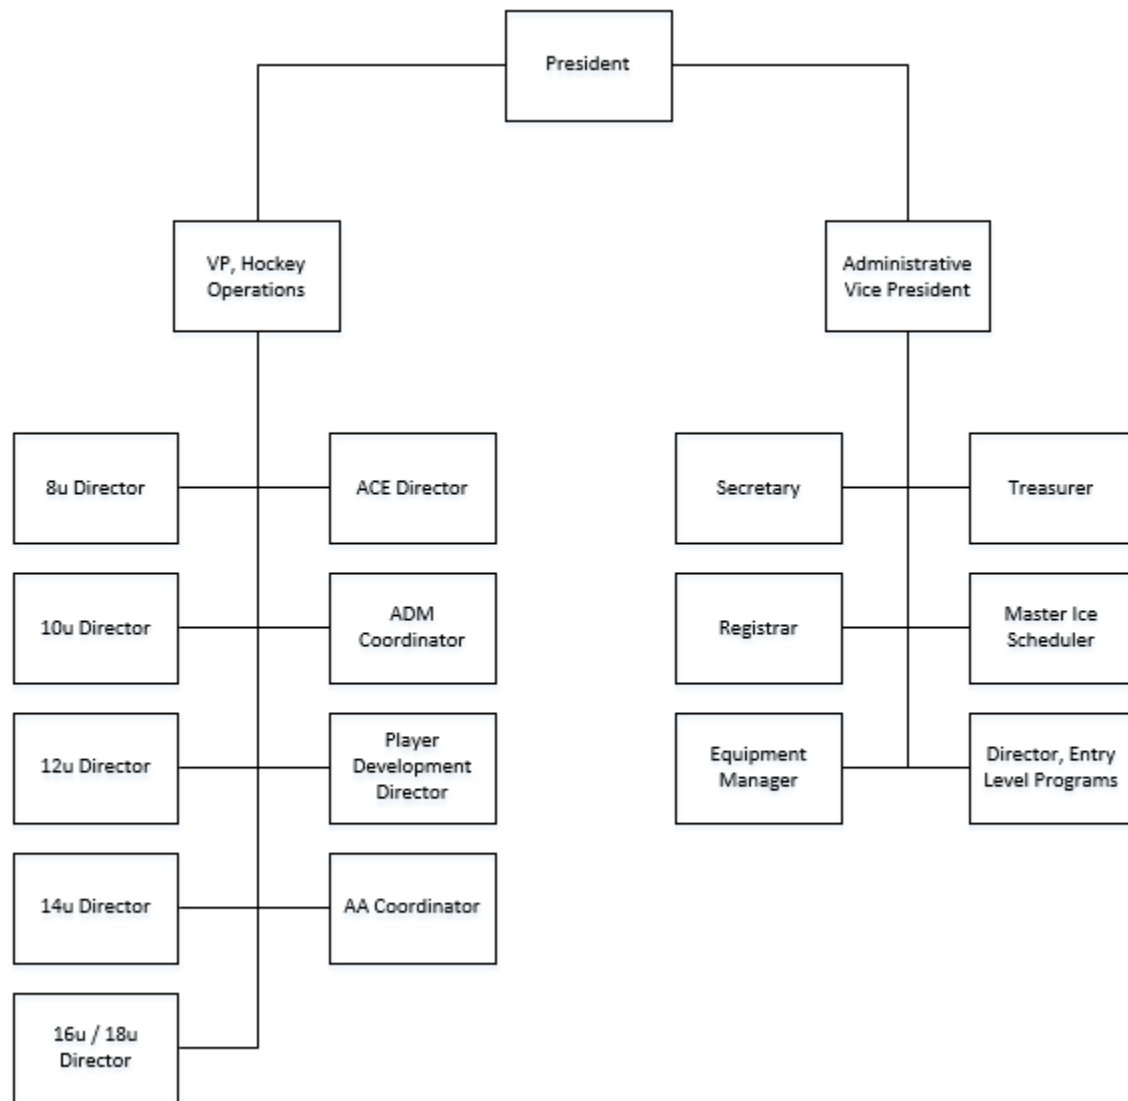 President
VP, Hockey
Operations
Administrative
Vice President
8u Director
ACE Director
Secretary
Treasurer
10u Director
ADM
Coordinator
Registrar
Master Ice
Scheduler
12u Director
Player
Development
Director
Equipment
Manager
Director, Entry
Level Programs
14u Director
AA Coordinator
16u / 18u
Director